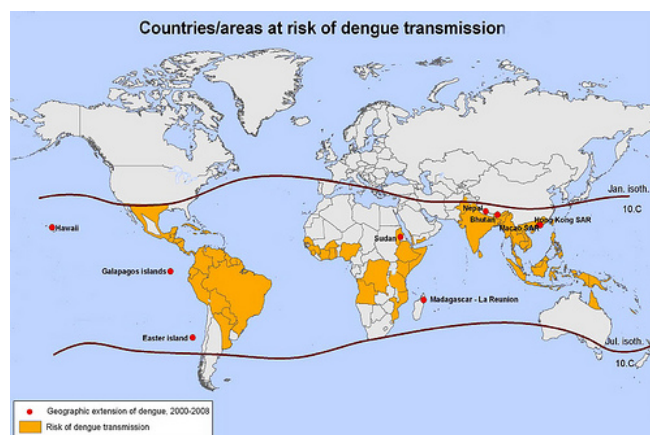 Countries/areas at risk of dengue transmission
Jan. isoth.
10.C
Nepal
Bhutan
Hong Kong SAR
Macao SAR
Hawaii
Sudan
Galapagos islands
Madagascar - La Reunion
Easter island
Jul. isoth.
10.C
Geographic extension of dengue, 2000-2008
Risk of dengue transmission